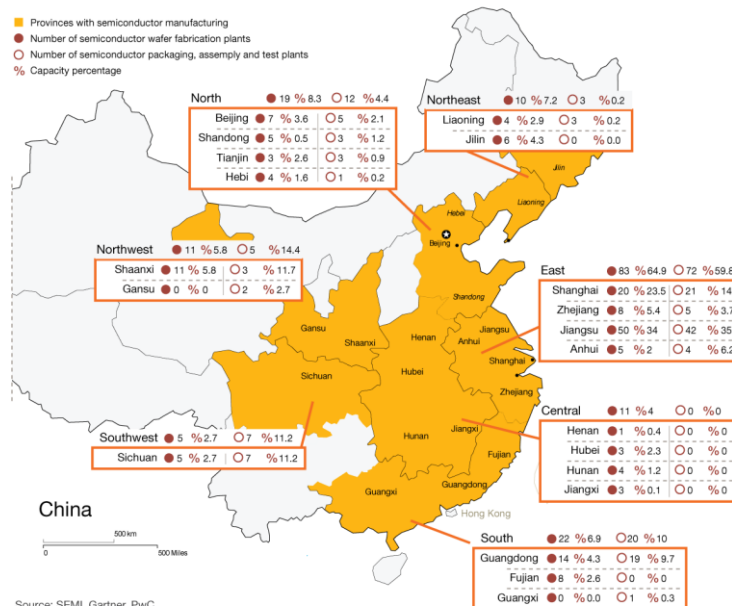 Provinces with semiconductor manufacturing
Number of semiconductor wafer fabrication plants
Number of semiconductor packaging, assemply and test plants
% Capacity percentage
North 19 %8.3 12 %4.4
Beijing 7 % 3.6 5 % 2.1
Shandong 5 % 0.5 3 % 1.2
Tianjin 3 % 2.6 3 % 0.9
Hebi 4 % 1.6 1 % 0.2
Northeast 10 %7.2 3 %0.2
Liaoning 4 % 2.9 3 % 0.2
Jilin 6 % 4.3 0 % 0.0
Jilin
Liaoning
Hebei
Beijing
Northwest 11 %5.8 5 %14.4
Shaanxi 11 % 5.8 3 % 11.7
Gansu 0 % 0 2 % 2.7
East 83 %64.9 72 %59.8
Shanghai 20 % 23.5 21 % 14
Zhejiang 8 % 5.4 5 % 3.7
Jiangsu 50 % 34 42 % 35
Anhui 5 % 2 4 % 6.2
Shandong
Gansu
Shaanxi
Henan
Jiangsu
Anhui
Shanghai
Hubei
Sichuan
Zhejiang
Southwest 5 % 2.7 7 %11.2
Sichuan 5 % 2.7 7 %11.2
Hunan
Jiangxi
Fujian
Guangxi
Guangdong
Hong Kong
Central 11 % 4 0 %0
Henan 1 % 0.4 0 % 0
Hubei 3 % 2.3 0 % 0
Hunan 4 % 1.2 0 % 0
Jiangxi 3 % 0.1 0 % 0
China
500 km
0 500 Miles
South 22 %6.9 20 %10
Guangdong 14 % 4.3 19 % 9.7
Fujian 8 % 2.6 0 % 0
Guangxi 0 % 0.0 1 % 0.3
Source: SEMI, Gartner, PwC